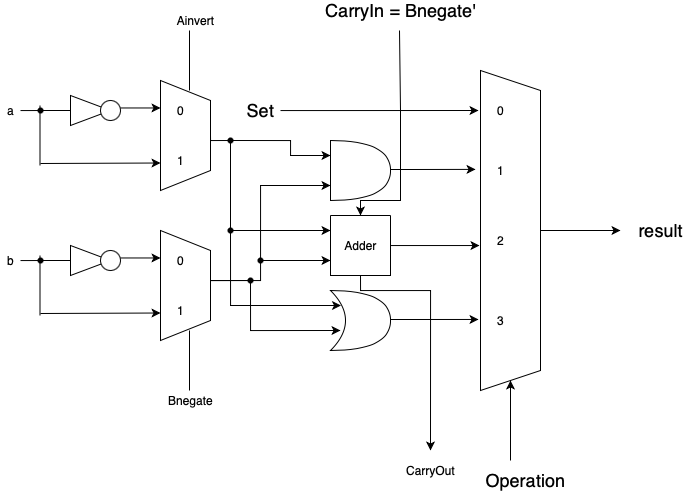 CarryIn = Bnegate'
Ainvert
a
0
1
Set
0
1
2
3
Adder
result
b
0
1
Bnegate
CarryOut
Operation